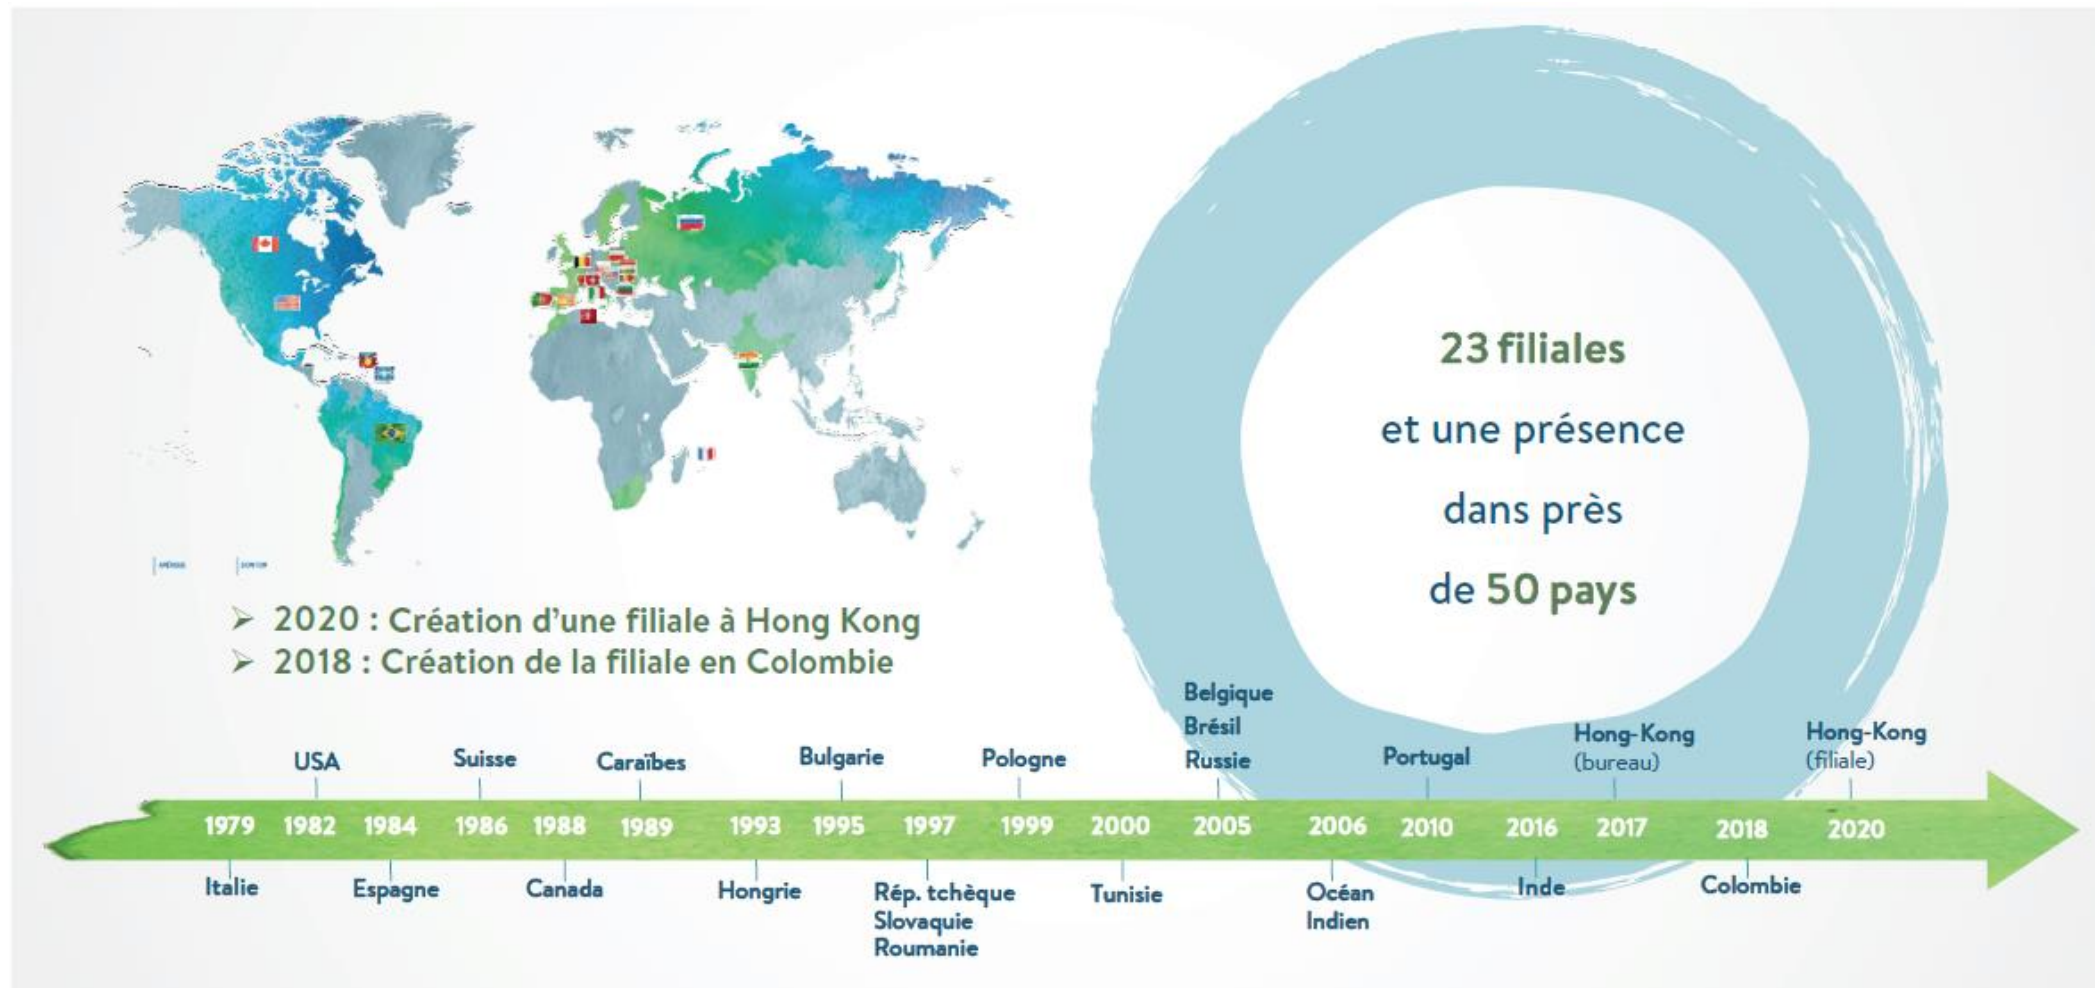 23 filiales
et une présence
dans près
de 50 pays
➢ 2020 : Création d’une filiale à Hong Kong
➢ 2018 : Création de la filiale en Colombie
Belgique
Brésil
Russie
USA
Suisse
Caraïbes
Bulgarie
Pologne
Portugal
Hong-Kong
(bureau)
Hong-Kong
(filiale)
1979 1982 1984 1986 1988 1989 1993 1995 1997 1999 2000 2005 2006 2010 2016 2017 2018 2020
Italie
Espagne
Canada
Hongrie
Rép. tchèque
Slovaquie
Roumanie
Tunisie
Océan
Indien
Inde
Colombie